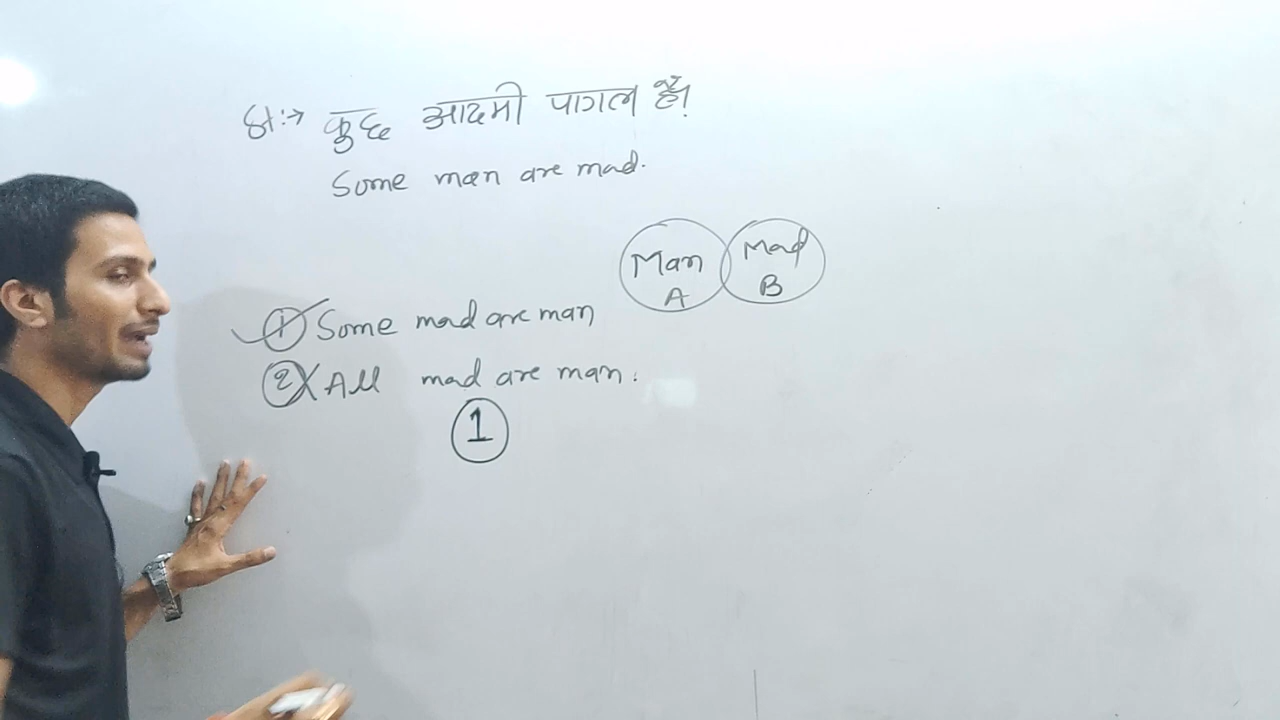 Ex:→ कुछ आदमी पागल हैं।
Some man are mad.
Man Mad
A B
① Some mad are man
② All mad are man.
1